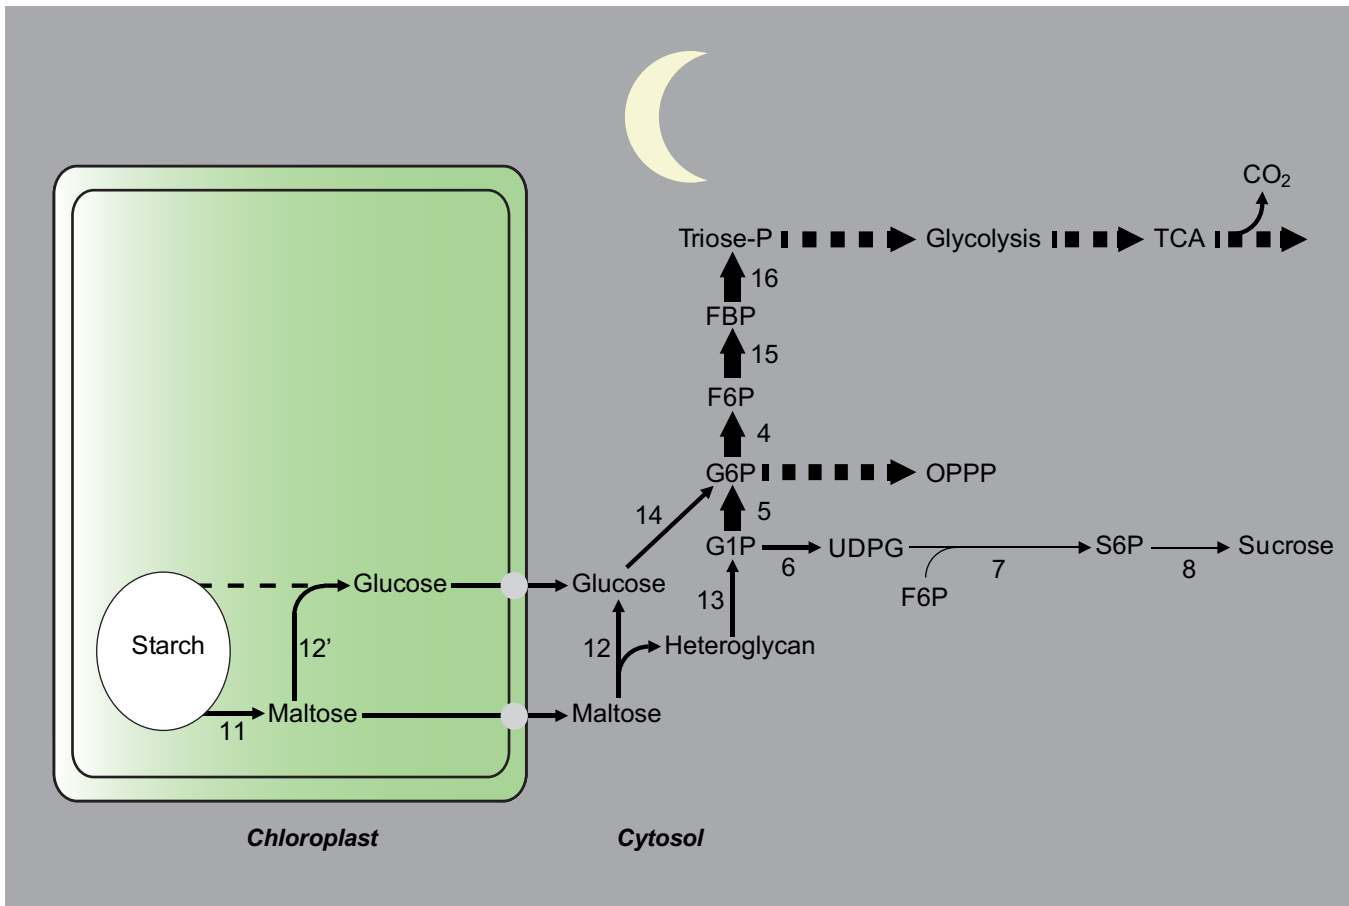 CO2
Triose-P
Glycolysis
TCA
16
FBP
15
F6P
4
G6P
OPPP
14
5
G1P
UDPG
S6P
Sucrose
6
7
8
F6P
Glucose
Glucose
13
Starch
12’
12
Heteroglycan
11
Maltose
Maltose
Chloroplast
Cytosol